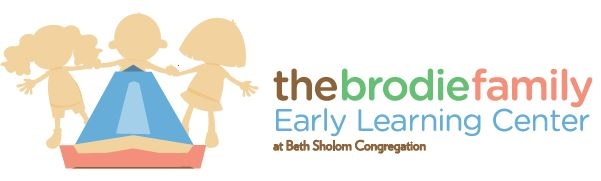 thebrodiefamily
Early Learning Center
at Beth Sholom Congregation